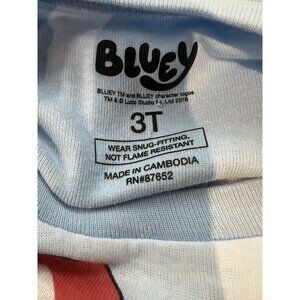 BLUEY
BLUEY TM and BLUEY character logos
TM & © Ludo Studio Pty Ltd 2018
3T
WEAR SNUG-FITTING,
NOT FLAME RESISTANT
MADE IN CAMBODIA
RN#87652